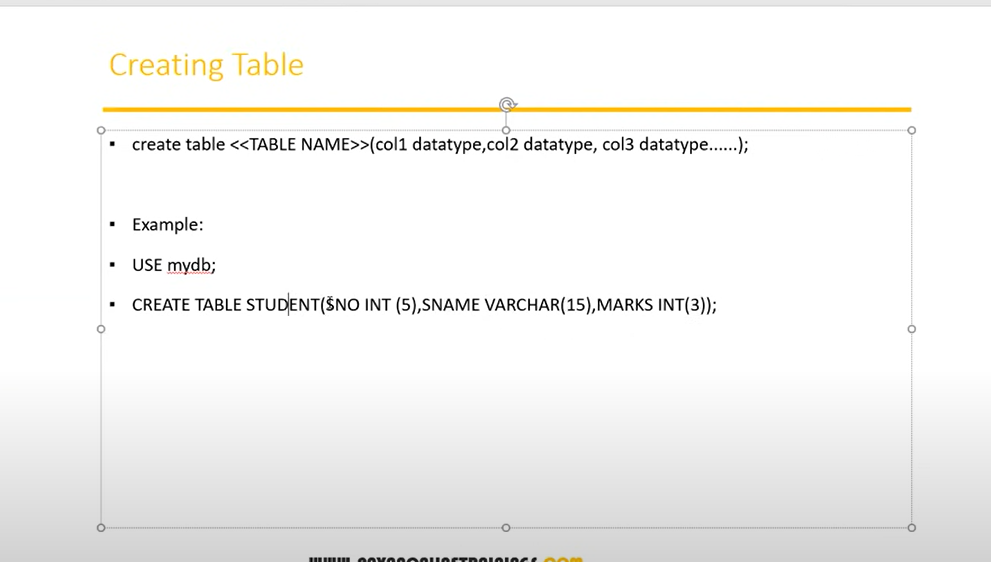 Creating Table
create table <<TABLE NAME>>(col1 datatype,col2 datatype, col3 datatype......);
Example:
USE mydb;
CREATE TABLE STUDENT(SNO INT (5),SNAME VARCHAR(15),MARKS INT(3));